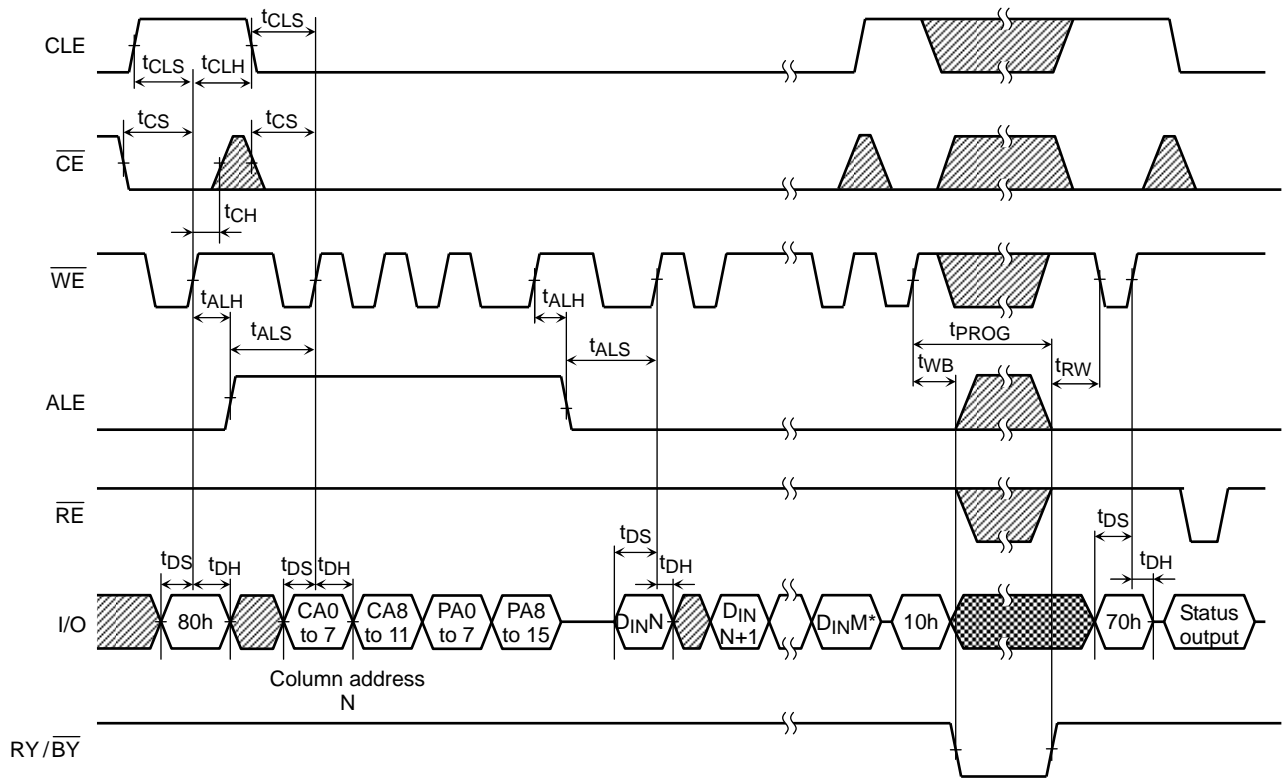 CLE
tCLS
tCLS
tCLH
CE
tCS
tCS
tCH
WE
tALH
tALH
tALS
tALS
tPROG
tWB
tRW
ALE
RE
tDS
tDH
tDS
tDH
tDS
tDH
tDS
tDH
I/O
80h
CA0
to 7
CA8
to 11
PA0
to 7
PA8
to 15
DINN
DIN
N+1
DINM*
10h
70h
Status
output
Column address
N
RY/BY